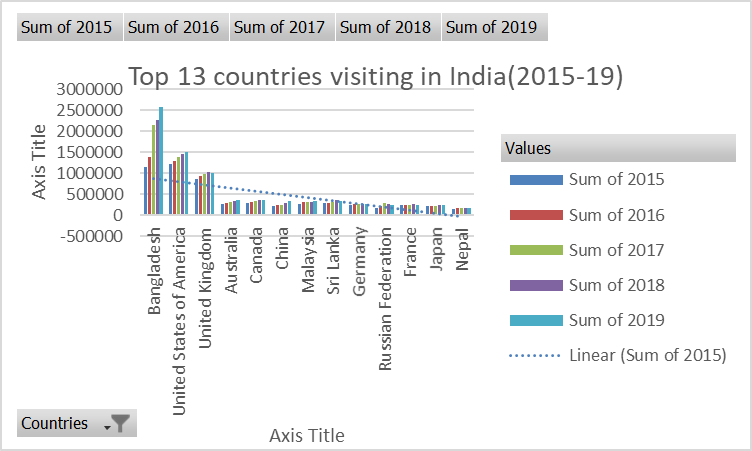 Sum of 2015 Sum of 2016 Sum of 2017 Sum of 2018 Sum of 2019
Top 13 countries visiting in India(2015-19)
Axis Title
3000000
2500000
2000000
1500000
1000000
500000
0
-500000
Bangladesh
United States of America
United Kingdom
Australia
Canada
China
Malaysia
Sri Lanka
Germany
Russian Federation
France
Japan
Nepal
Axis Title
Values
Sum of 2015
Sum of 2016
Sum of 2017
Sum of 2018
Sum of 2019
Linear (Sum of 2015)
Countries